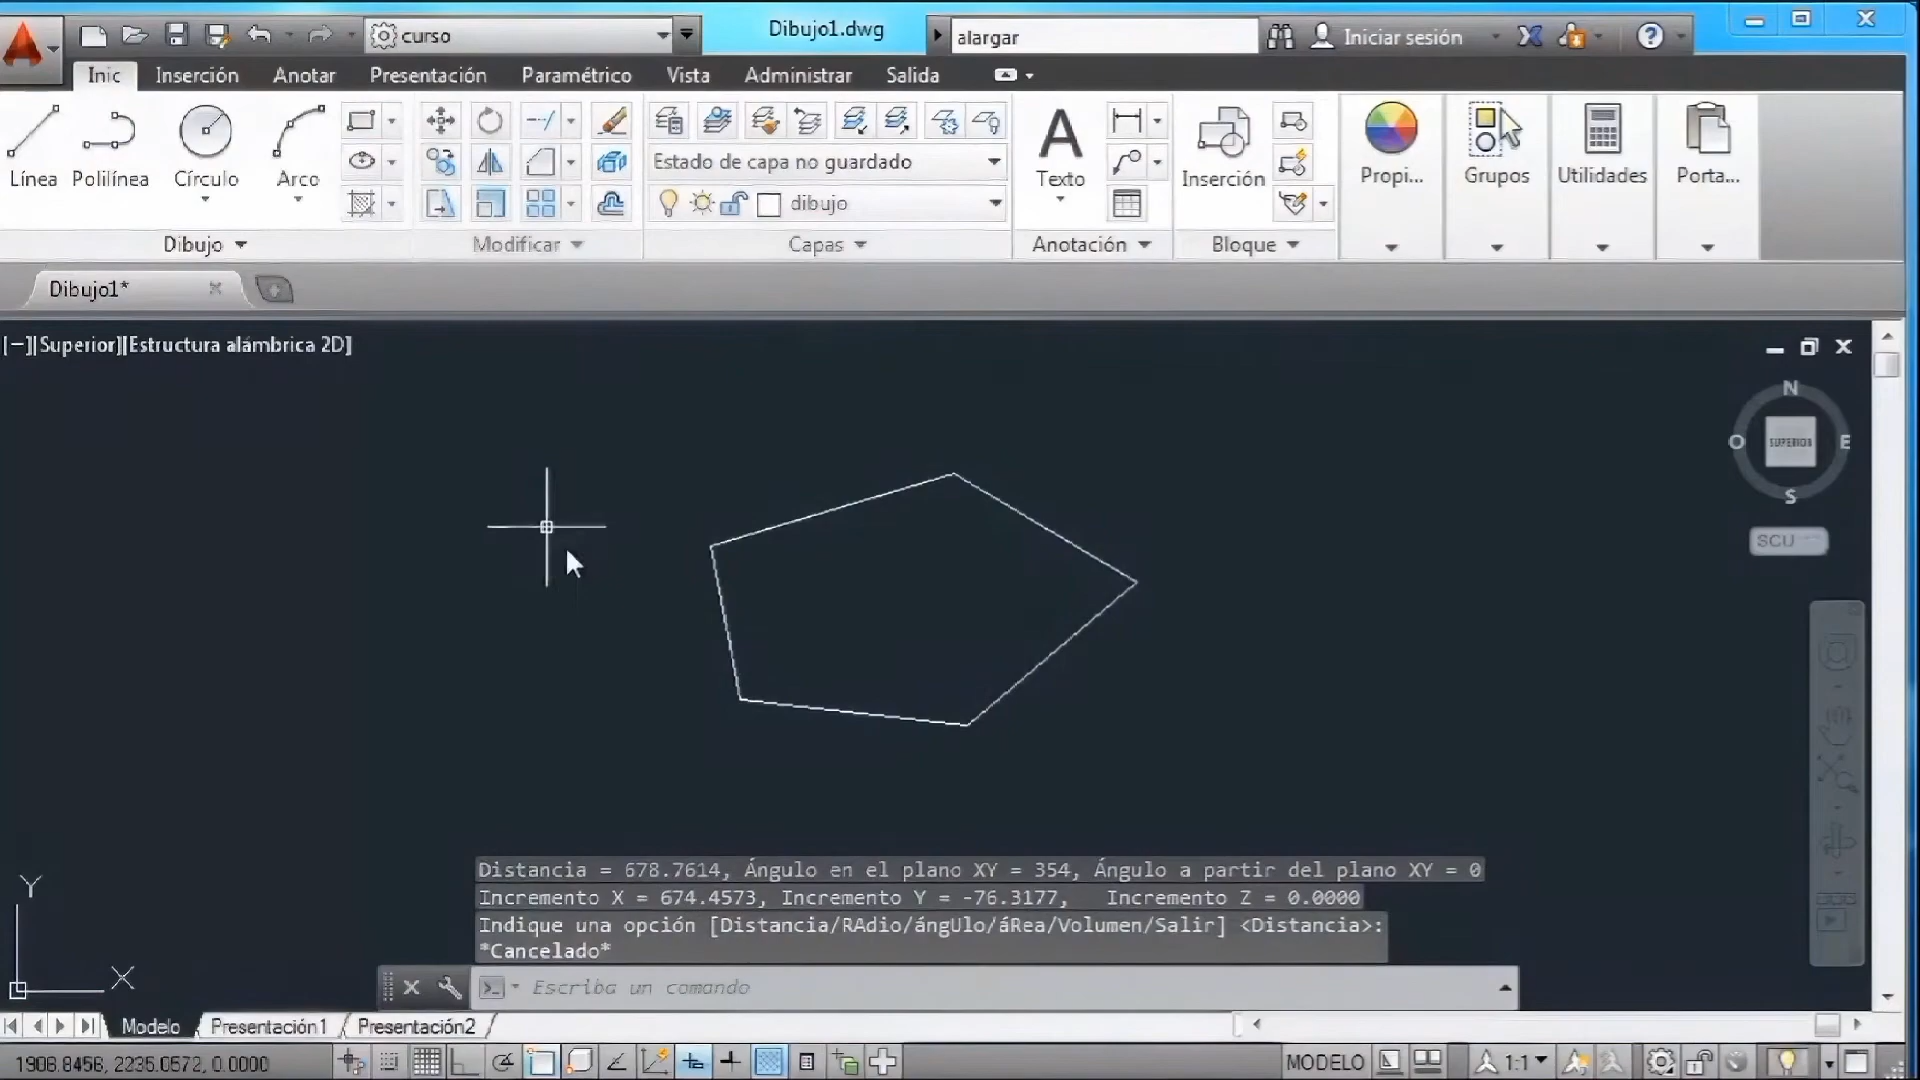 curso
Dibujo1.dwg
alargar
Iniciar sesión
Inic
Inserción
Anotar
Presentación
Paramétrico
Vista
Administrar
Salida
Línea
Polilínea
Círculo
Arco
Estado de capa no guardado
dibujo
A
Texto
Inserción
Propi...
Grupos
Utilidades
Porta...
Dibujo
Modificar
Capas
Anotación
Bloque
Dibujo1*
[−][Superior][Estructura alámbrica 2D]
N
O
SUPERIOR
E
S
SCU
Distancia = 678.7614, Ángulo en el plano XY = 354, Ángulo a partir del plano XY = 0
Incremento X = 674.4573, Incremento Y = -76.3177, Incremento Z = 0.0000
Indique una opción [Distancia/RAdio/ángUlo/áRea/Volumen/Salir] <Distancia>:
*Cancelado*
Y
X
Escriba un comando
Modelo
Presentación1
Presentación2
1908.8456, 2235.0572, 0.0000
MODELO
1:1